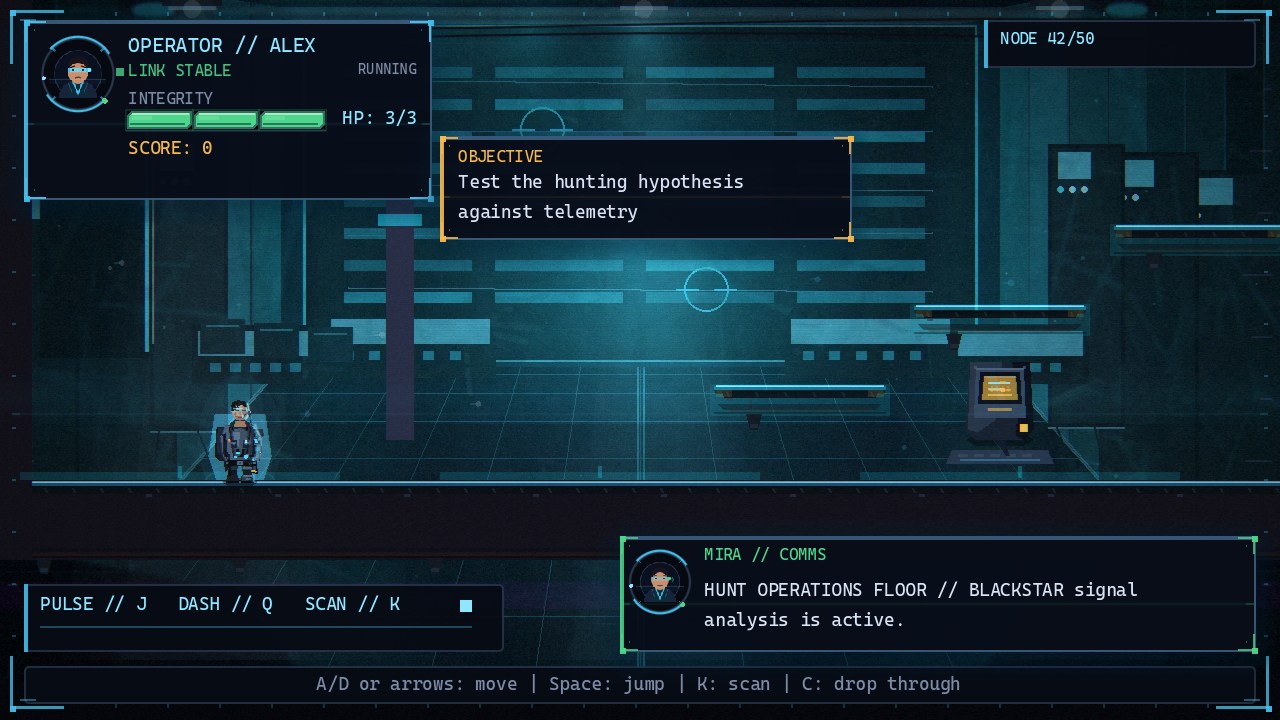 OPERATOR // ALEX
LINK STABLE
RUNNING
INTEGRITY
HP: 3/3
SCORE: 0
NODE 42/50
OBJECTIVE
Test the hunting hypothesis
against telemetry
MIRA // COMMS
HUNT OPERATIONS FLOOR // BLACKSTAR signal
analysis is active.
PULSE // J DASH // Q SCAN // K
A/D or arrows: move | Space: jump | K: scan | C: drop through